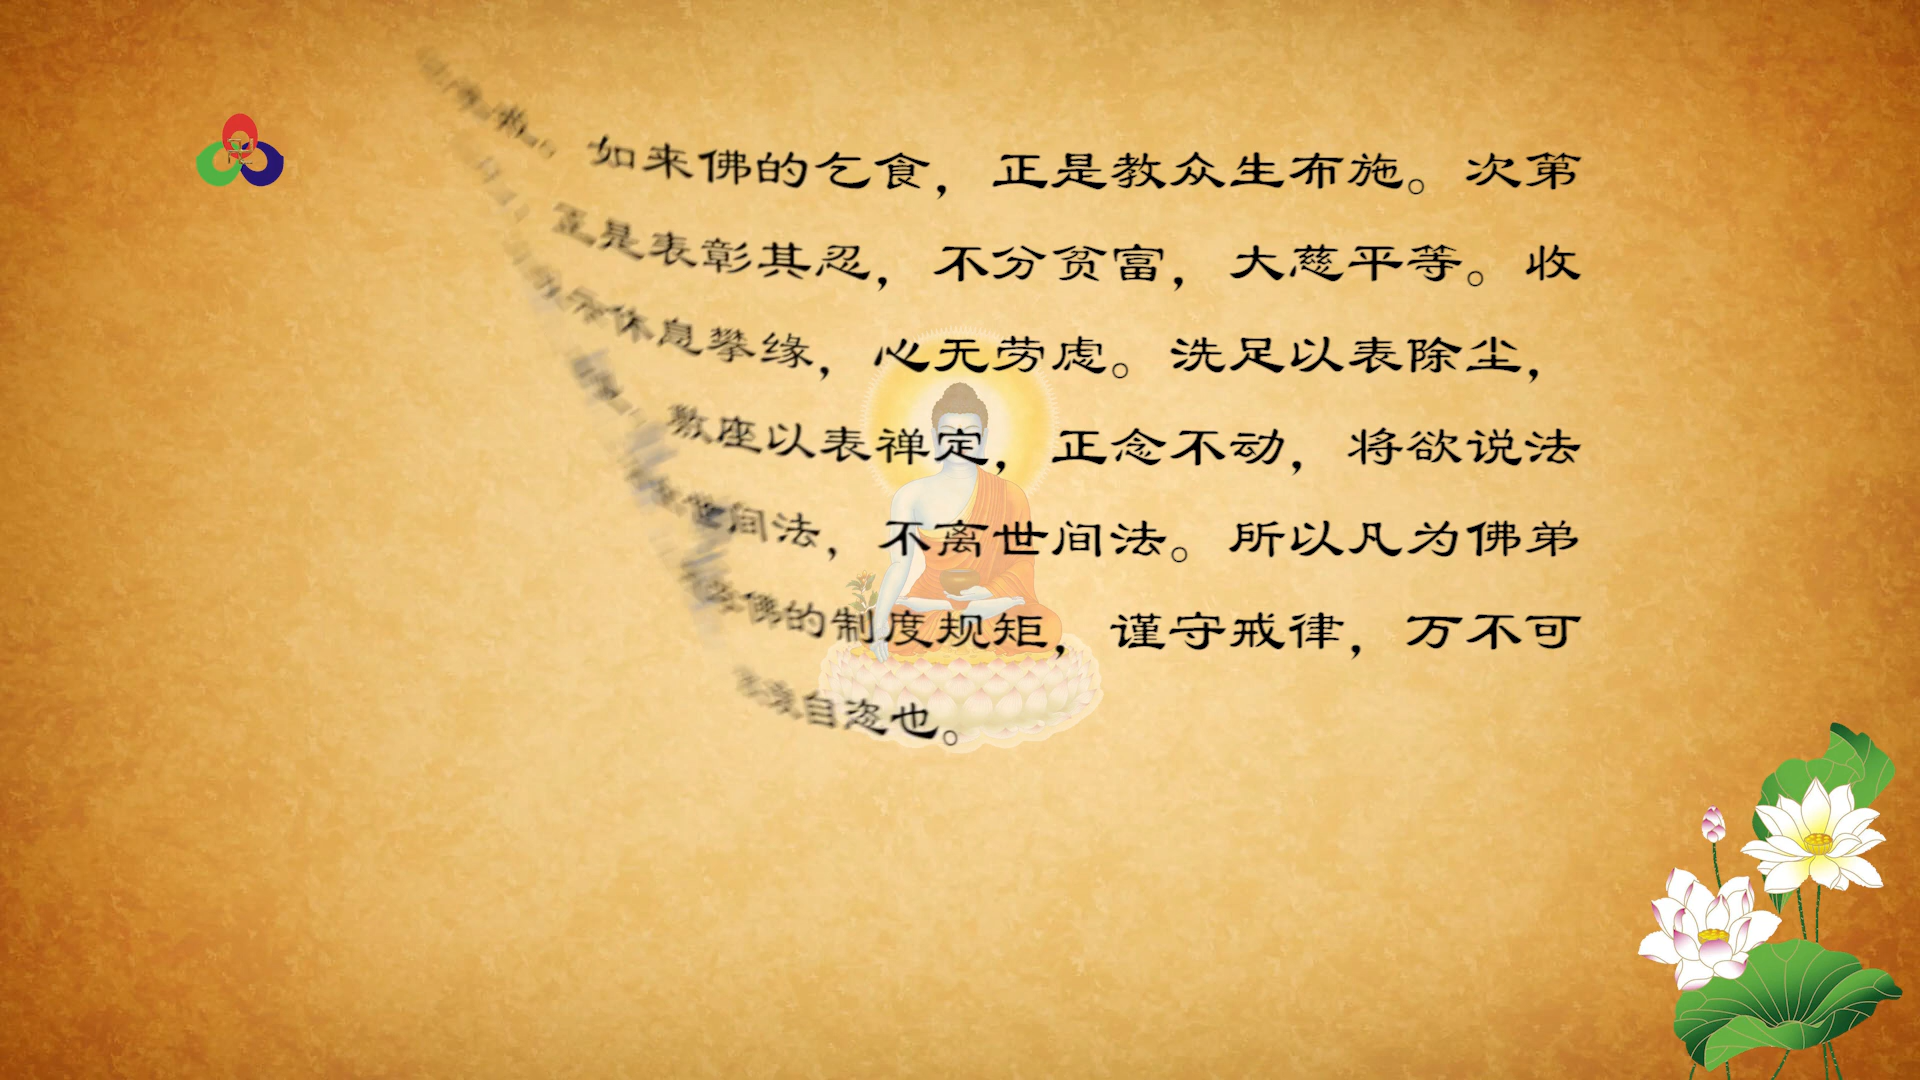 如来佛的乞食，正是教众生布施。次第
正是表彰其忍，不分贫富，大慈平等。收
示休息攀缘，心无劳虑。洗足以表除尘，
敷座以表禅定，正念不动，将欲说法
世间法，不离世间法。所以凡为佛弟
佛的制度规矩，谨守戒律，万不可
自恣也。